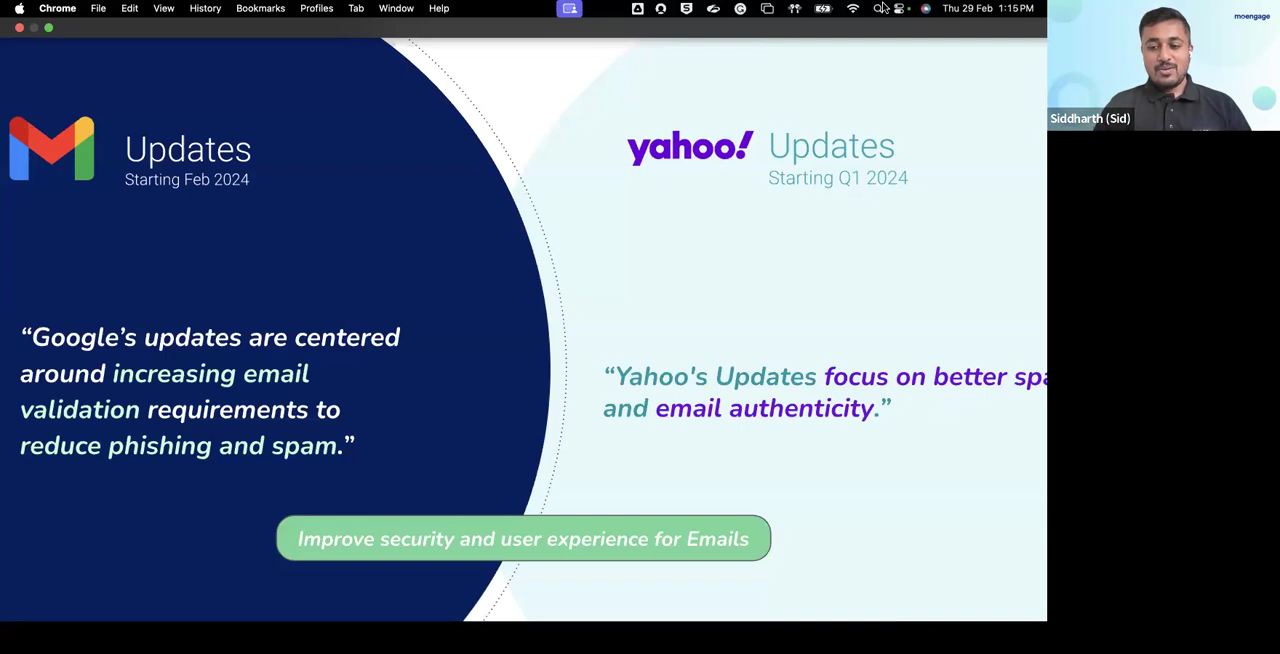 Chrome File Edit View History Bookmarks Profiles Tab Window Help Thu 29 Feb 1:15 PM
moengage
Siddharth (Sid)
Updates
Starting Feb 2024
yahoo! Updates
Starting Q1 2024
“Google’s updates are centered
around increasing email
validation requirements to
reduce phishing and spam.”
“Yahoo's Updates focus on better spa
and email authenticity.”
Improve security and user experience for Emails